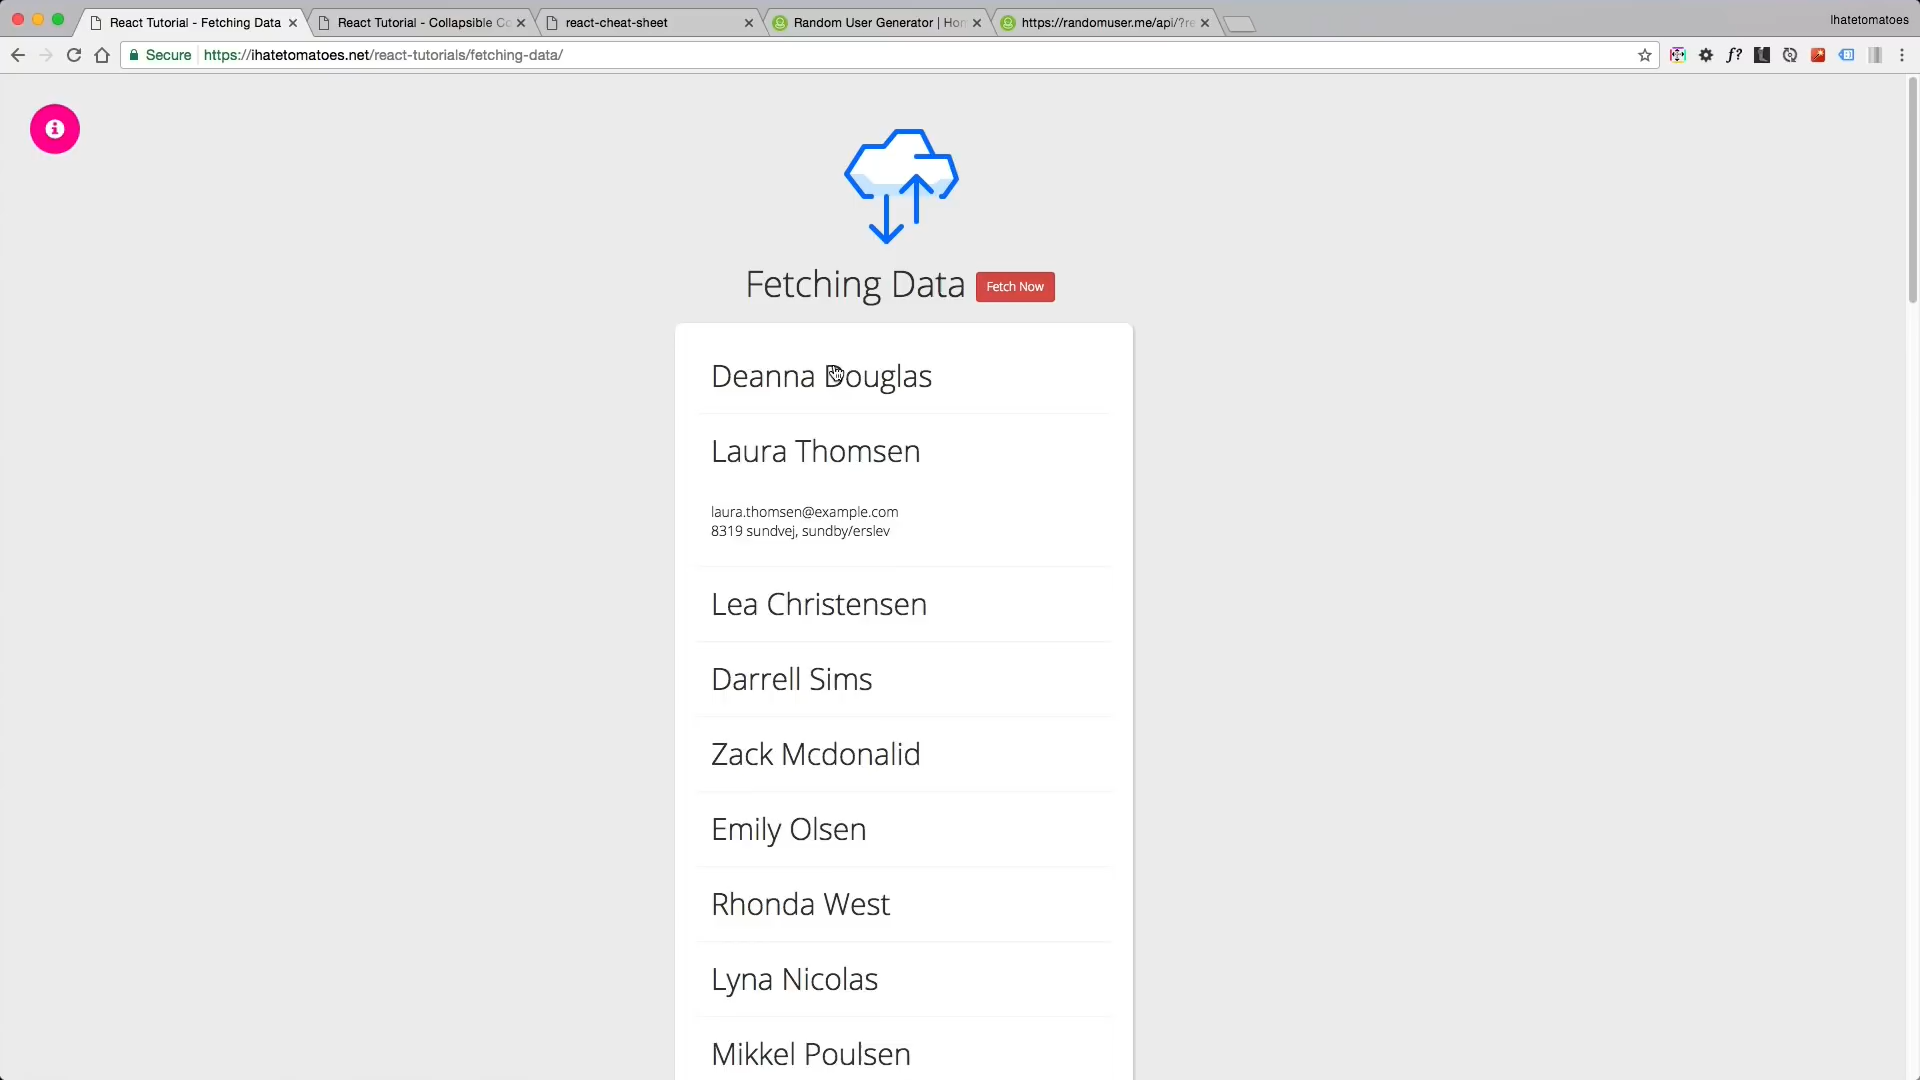 React Tutorial - Fetching Data
React Tutorial - Collapsible Co
react-cheat-sheet
Random User Generator | Hom
https://randomuser.me/api/?re
Ihatetomatoes
Secure
https://ihatetomatoes.net/react-tutorials/fetching-data/
f?
Fetching Data
Fetch Now
Deanna Douglas
Laura Thomsen
laura.thomsen@example.com
8319 sundvej, sundby/erslev
Lea Christensen
Darrell Sims
Zack Mcdonalid
Emily Olsen
Rhonda West
Lyna Nicolas
Mikkel Poulsen